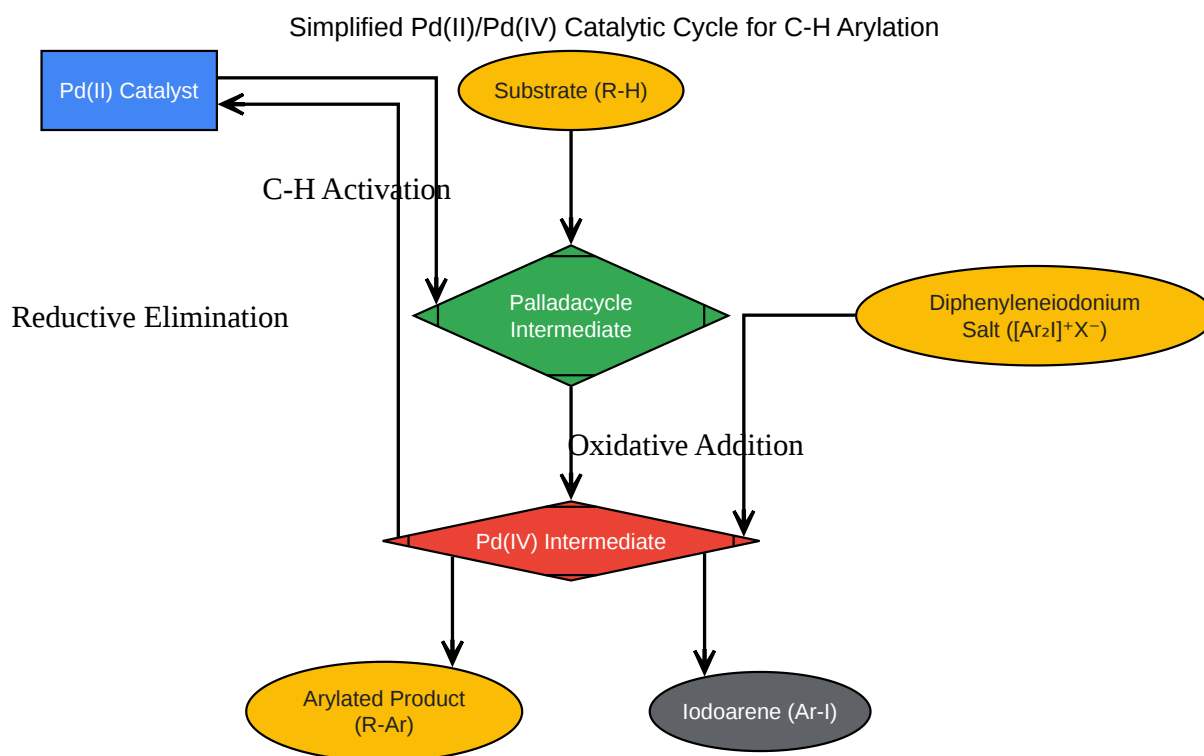 Simplified Pd(II)/Pd(IV) Catalytic Cycle for C-H Arylation
Pd(II) Catalyst
Substrate (R-H)
C-H Activation
Palladacycle
Intermediate
Diphenyleneiodonium
Salt ([Ar₂I]⁺X⁻)
Reductive Elimination
Oxidative Addition
Pd(IV) Intermediate
Arylated Product
(R-Ar)
Iodoarene (Ar-I)